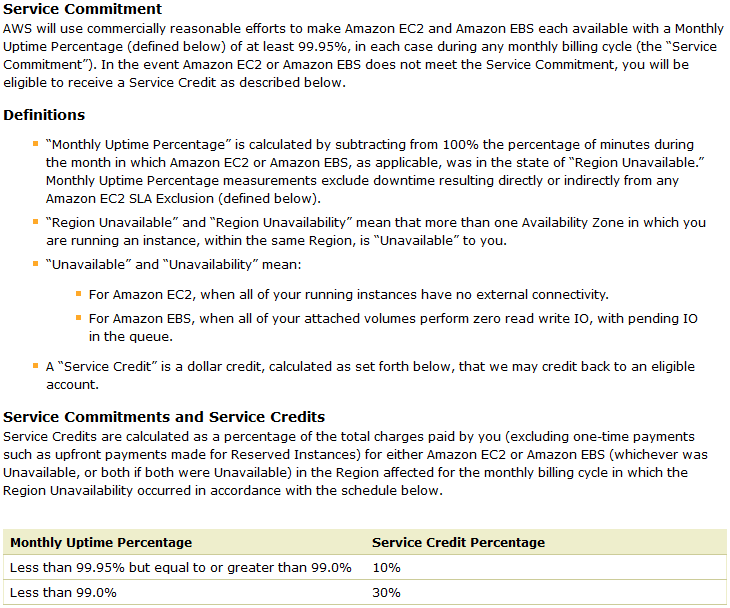 Service Commitment
AWS will use commercially reasonable efforts to make Amazon EC2 and Amazon EBS each available with a Monthly
Uptime Percentage (defined below) of at least 99.95%, in each case during any monthly billing cycle (the “Service
Commitment”). In the event Amazon EC2 or Amazon EBS does not meet the Service Commitment, you will be
eligible to receive a Service Credit as described below.
Definitions
“Monthly Uptime Percentage” is calculated by subtracting from 100% the percentage of minutes during
the month in which Amazon EC2 or Amazon EBS, as applicable, was in the state of “Region Unavailable.”
Monthly Uptime Percentage measurements exclude downtime resulting directly or indirectly from any
Amazon EC2 SLA Exclusion (defined below).
“Region Unavailable” and “Region Unavailability” mean that more than one Availability Zone in which you
are running an instance, within the same Region, is “Unavailable” to you.
“Unavailable” and “Unavailability” mean:
For Amazon EC2, when all of your running instances have no external connectivity.
For Amazon EBS, when all of your attached volumes perform zero read write IO, with pending IO
in the queue.
A “Service Credit” is a dollar credit, calculated as set forth below, that we may credit back to an eligible
account.
Service Commitments and Service Credits
Service Credits are calculated as a percentage of the total charges paid by you (excluding one-time payments
such as upfront payments made for Reserved Instances) for either Amazon EC2 or Amazon EBS (whichever was
Unavailable, or both if both were Unavailable) in the Region affected for the monthly billing cycle in which the
Region Unavailability occurred in accordance with the schedule below.
Monthly Uptime Percentage Service Credit Percentage
Less than 99.95% but equal to or greater than 99.0% 10%
Less than 99.0% 30%